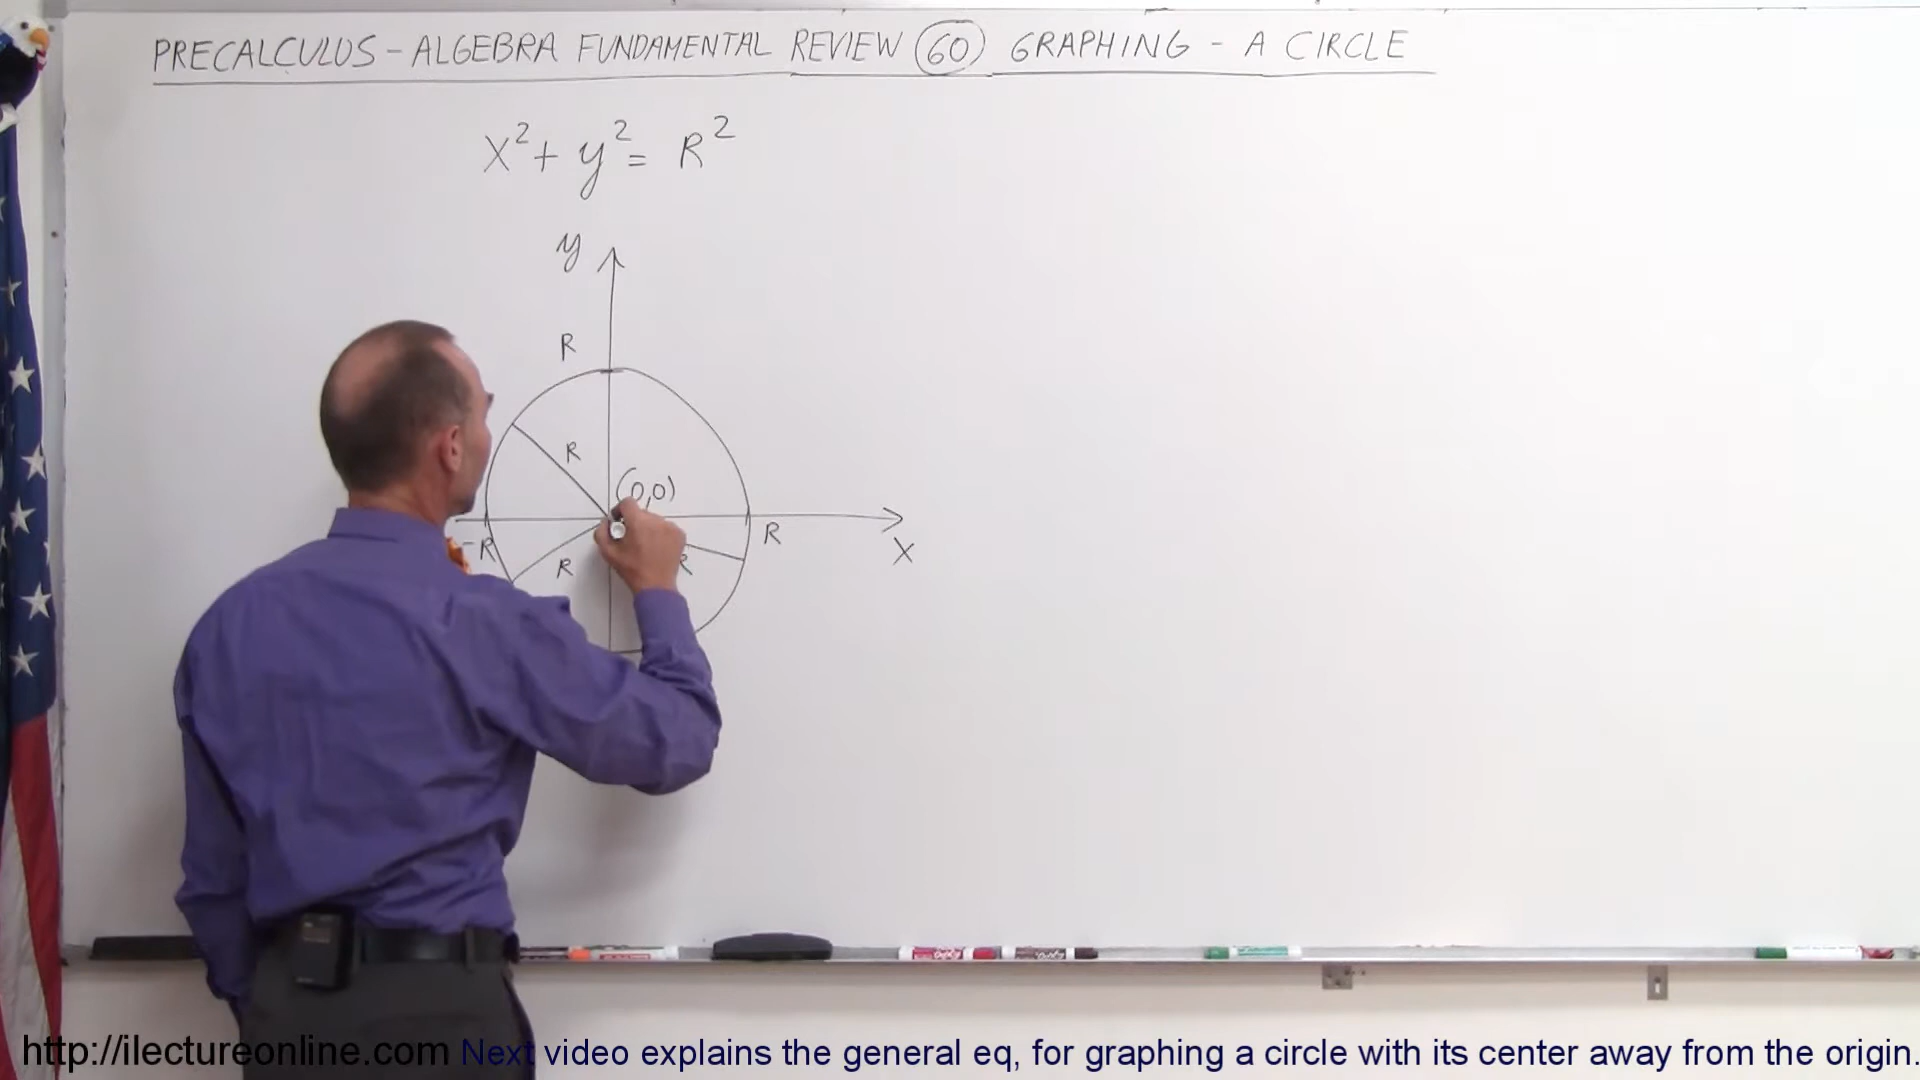 PRECALCULUS - ALGEBRA FUNDAMENTAL REVIEW 60 GRAPHING - A CIRCLE
X² + y² = R²
y
R
R
(0,0)
R
-R
R
R
X
http://ilectureonline.com Next video explains the general eq, for graphing a circle with its center away from the origin.